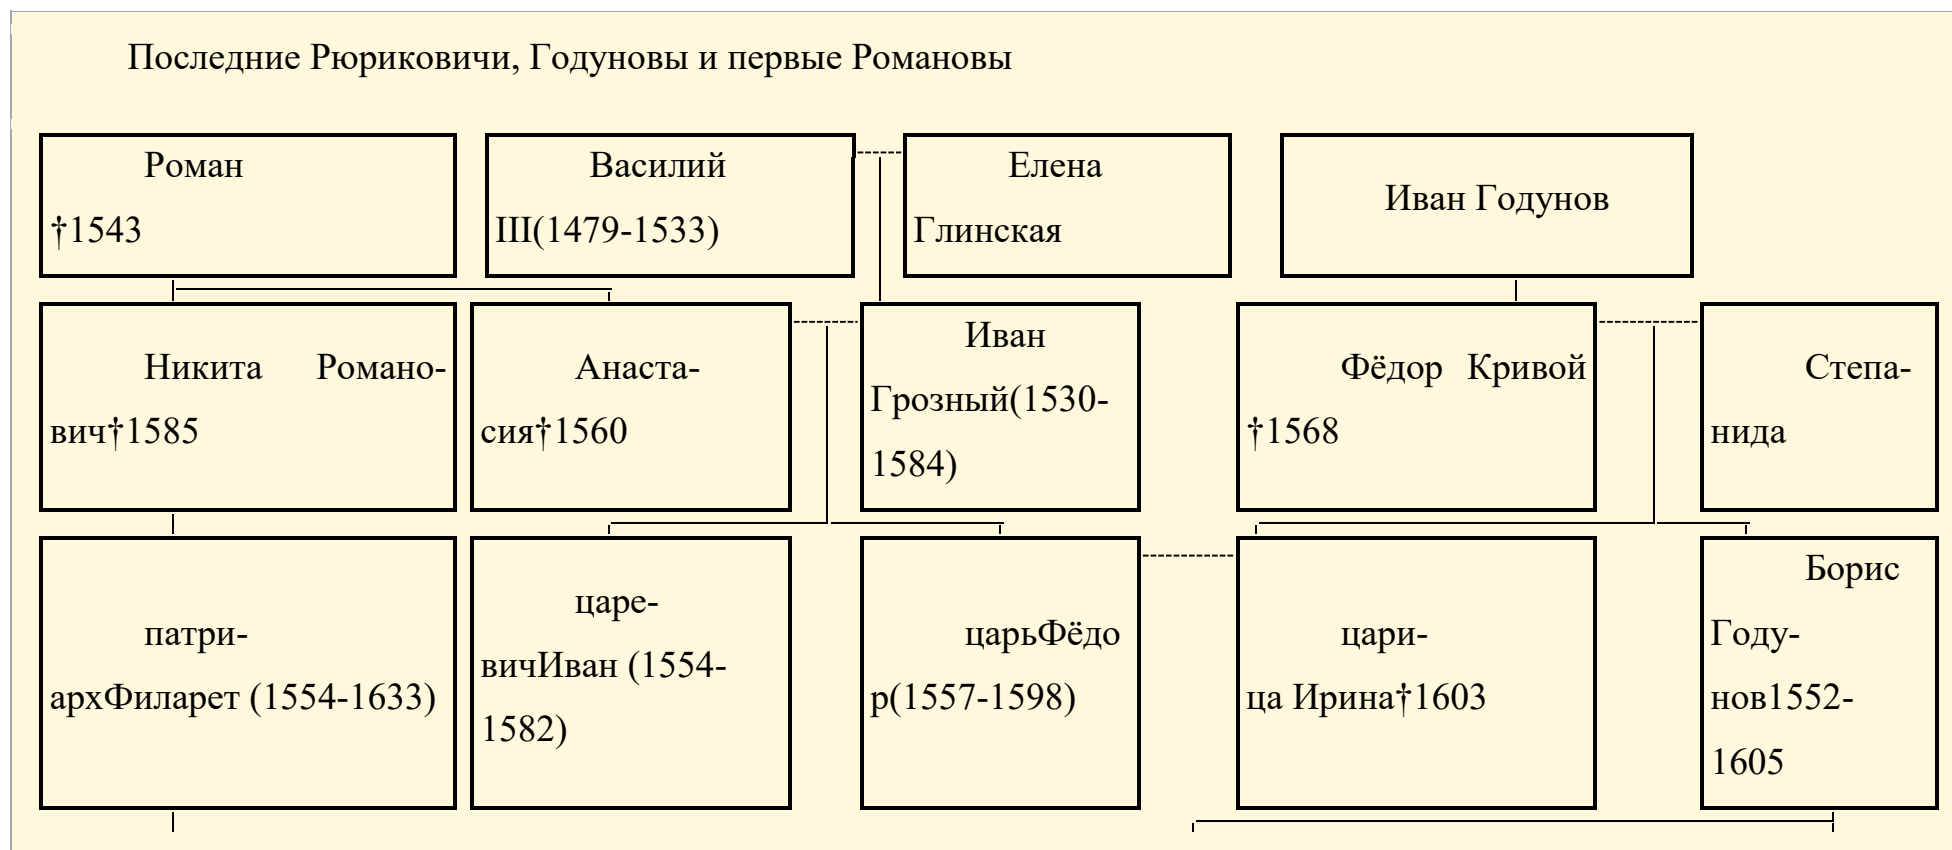 Последние Рюриковичи, Годуновы и первые Романовы
Роман
†1543
Василий
III(1479-1533)
Елена
Глинская
Иван Годунов
Никита Романо-
вич†1585
Анаста-
сия†1560
Иван
Грозный(1530-
1584)
Фёдор Кривой
†1568
Степа-
нида
патри-
архФиларет (1554-1633)
царе-
вичИван (1554-
1582)
царьФёдо
р(1557-1598)
цари-
ца Ирина†1603
Борис
Году-
нов1552-
1605